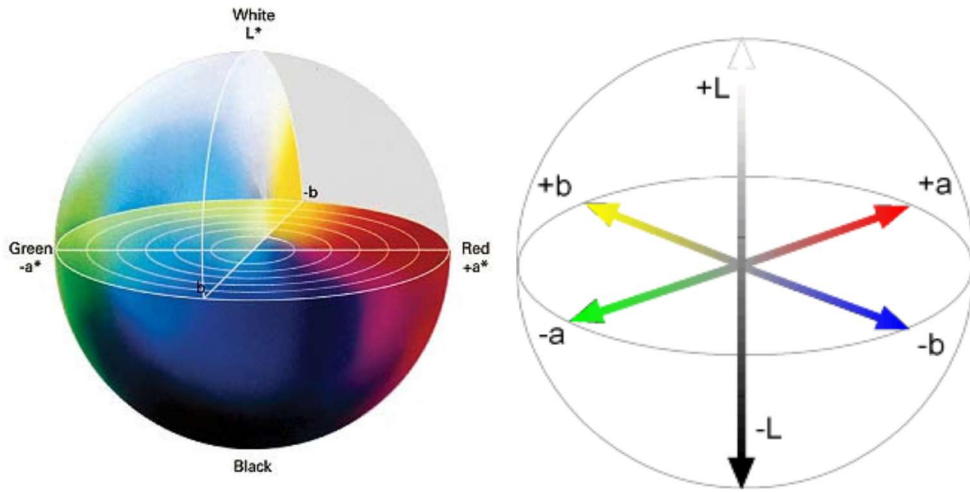 White
L*
-b
Green
-a*
Red
+a*
b
Black
+L
+b
+a
-a
-b
-L